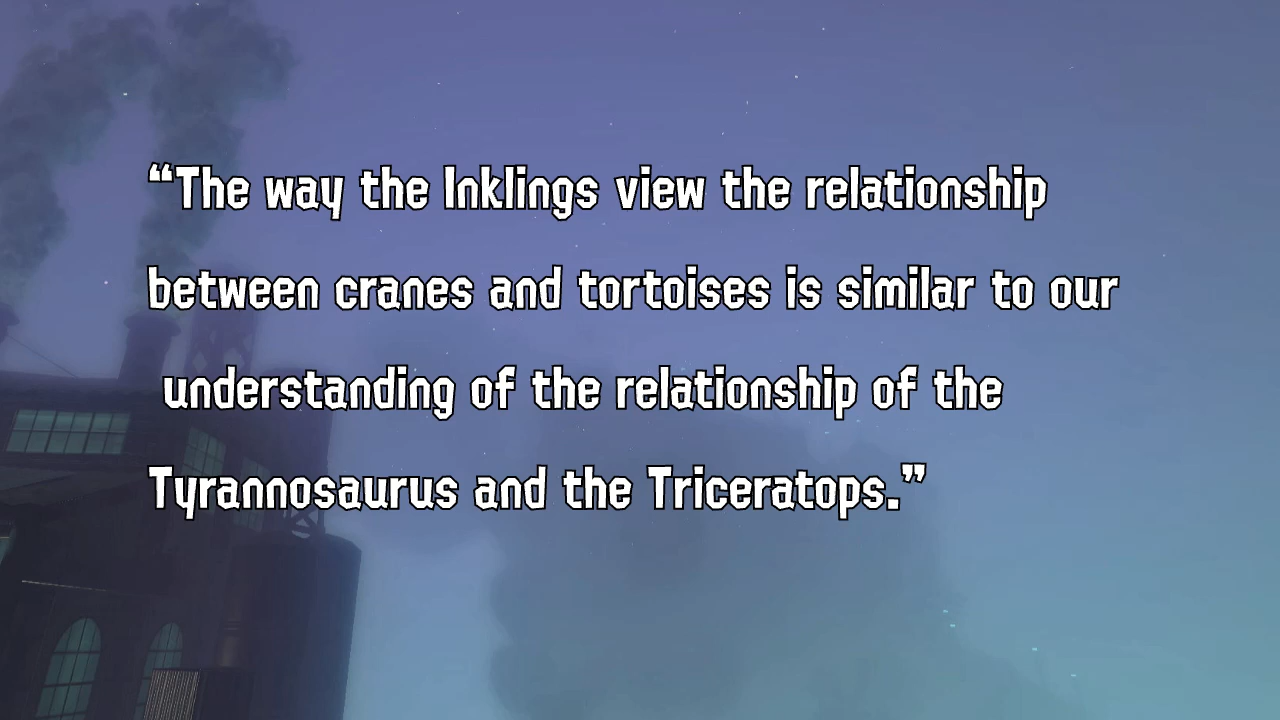 “The way the Inklings view the relationship
between cranes and tortoises is similar to our
understanding of the relationship of the
Tyrannosaurus and the Triceratops.”